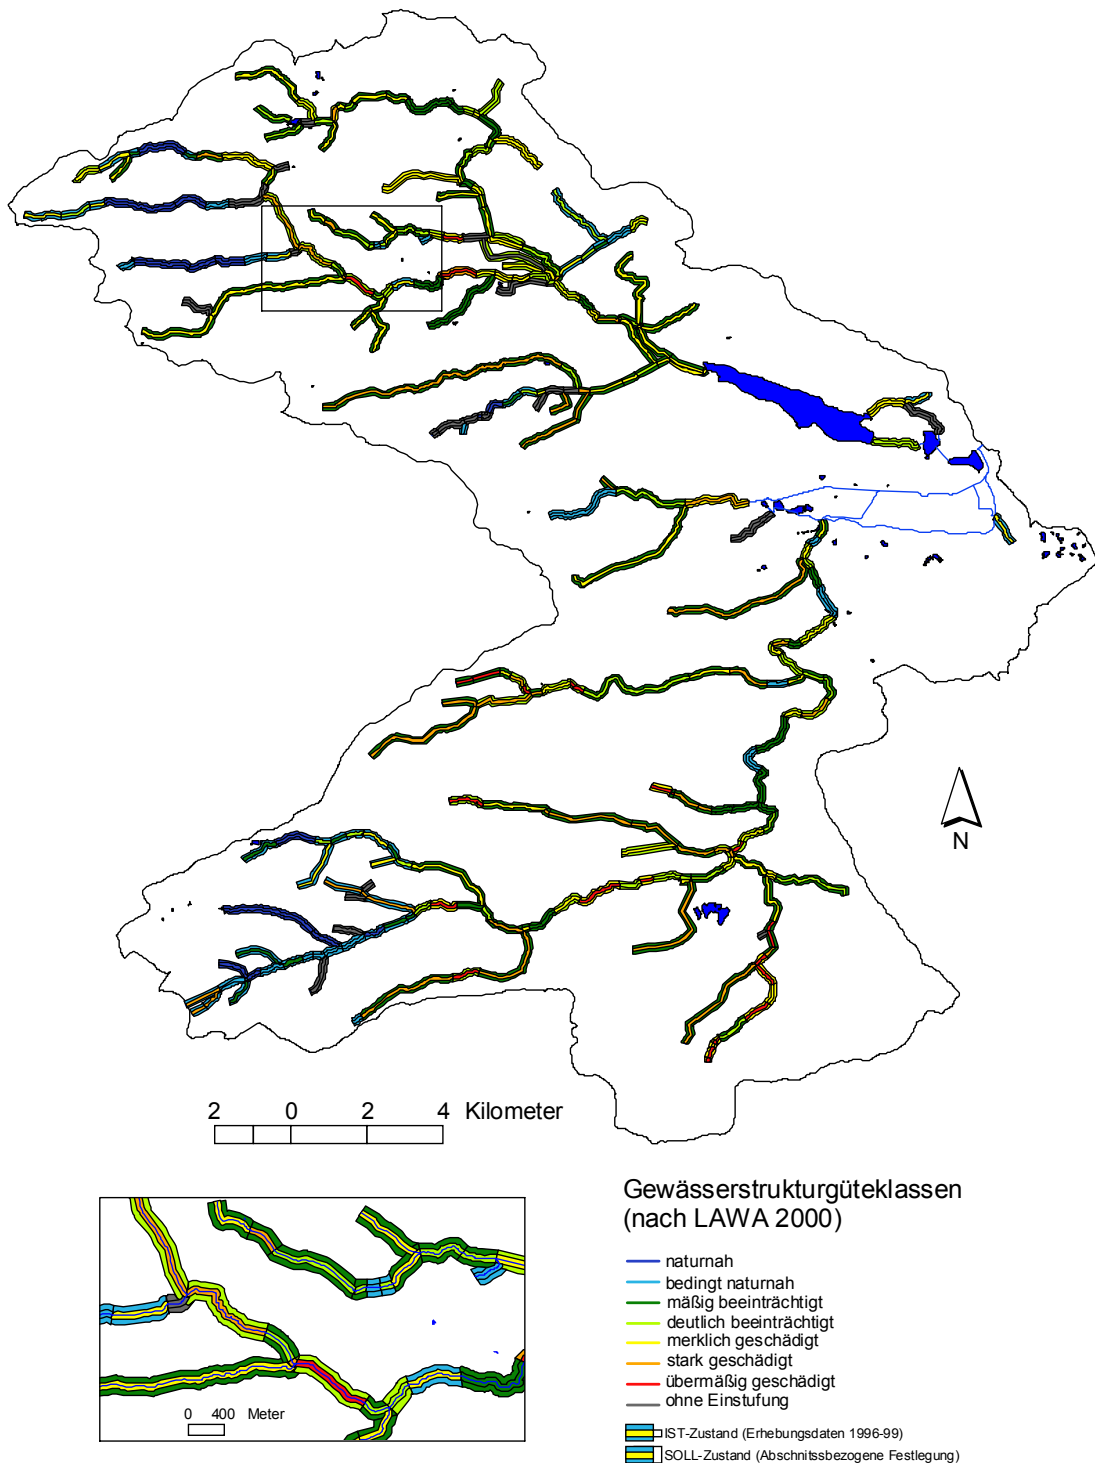 N
2 0 2 4 Kilometer
Gewässerstrukturgüteklassen
(nach LAWA 2000)
naturnah
bedingt naturnah
mäßig beeinträchtigt
deutlich beeinträchtigt
merklich geschädigt
stark geschädigt
übermäßig geschädigt
ohne Einstufung
IST-Zustand (Erhebungsdaten 1996-99)
SOLL-Zustand (Abschnittsbezogene Festlegung)
0 400 Meter